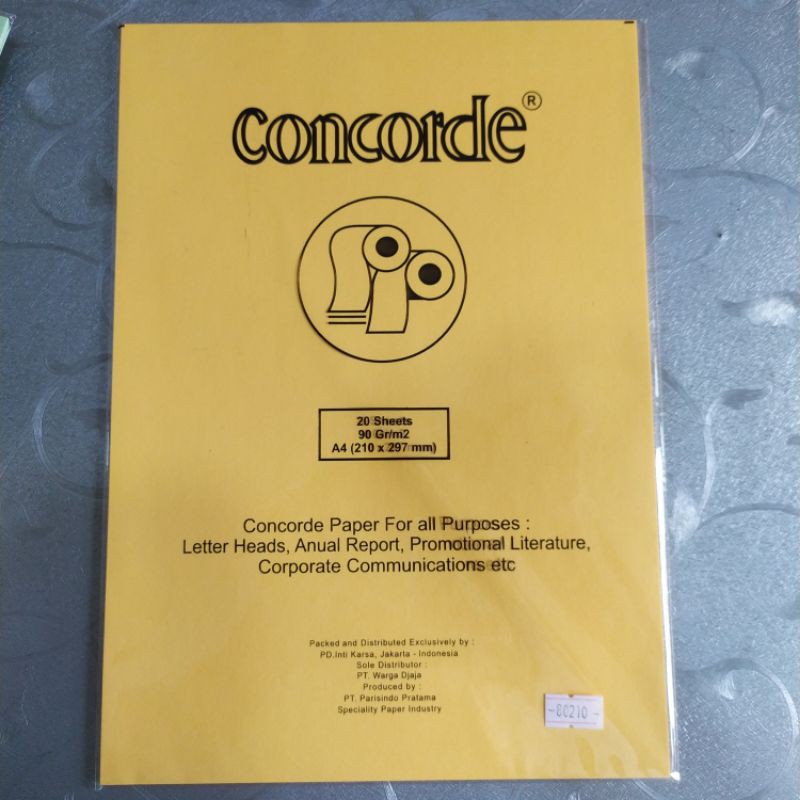 concorde®
20 Sheets
90 Gr/m2
A4 (210 x 297 mm)
Concorde Paper For all Purposes :
Letter Heads, Anual Report, Promotional Literature,
Corporate Communications etc
Packed and Distributed Exclusively by :
PD.Inti Karsa, Jakarta - Indonesia
Sole Distributor :
PT. Warga Djaja
Produced by :
PT. Parisindo Pratama
Speciality Paper Industry
-80210-